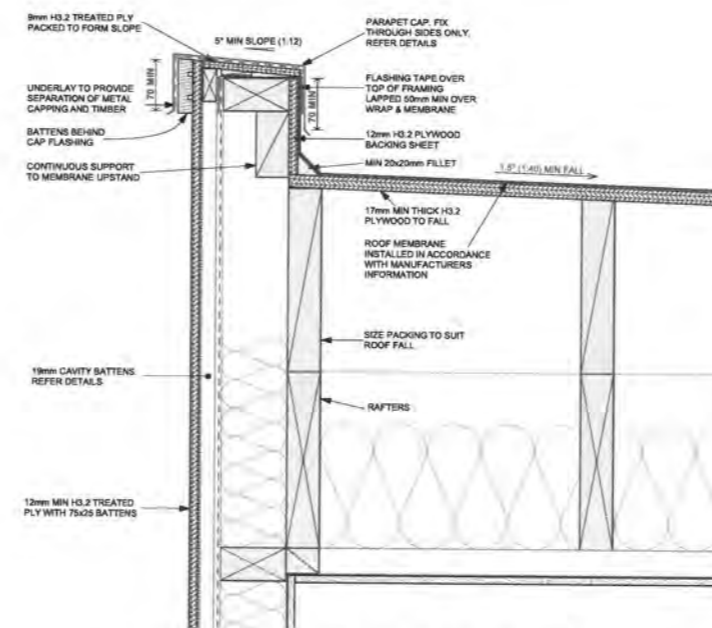 9mm H3.2 TREATED PLY
PACKED TO FORM SLOPE
5° MIN SLOPE (1:12)
PARAPET CAP. FIX
THROUGH SIDES ONLY.
REFER DETAILS
70 MIN
UNDERLAY TO PROVIDE
SEPARATION OF METAL
CAPPING AND TIMBER
FLASHING TAPE OVER
TOP OF FRAMING
LAPPED 50mm MIN OVER
WRAP & MEMBRANE
70 MIN
BATTENS BEHIND
CAP FLASHING
12mm H3.2 PLYWOOD
BACKING SHEET
CONTINUOUS SUPPORT
TO MEMBRANE UPSTAND
MIN 20x20mm FILLET
1.5° (1:40) MIN FALL
17mm MIN THICK H3.2
PLYWOOD TO FALL
ROOF MEMBRANE
INSTALLED IN ACCORDANCE
WITH MANUFACTURERS
INFORMATION
SIZE PACKING TO SUIT
ROOF FALL
19mm CAVITY BATTENS
REFER DETAILS
RAFTERS
12mm MIN H3.2 TREATED
PLY WITH 75x25 BATTENS